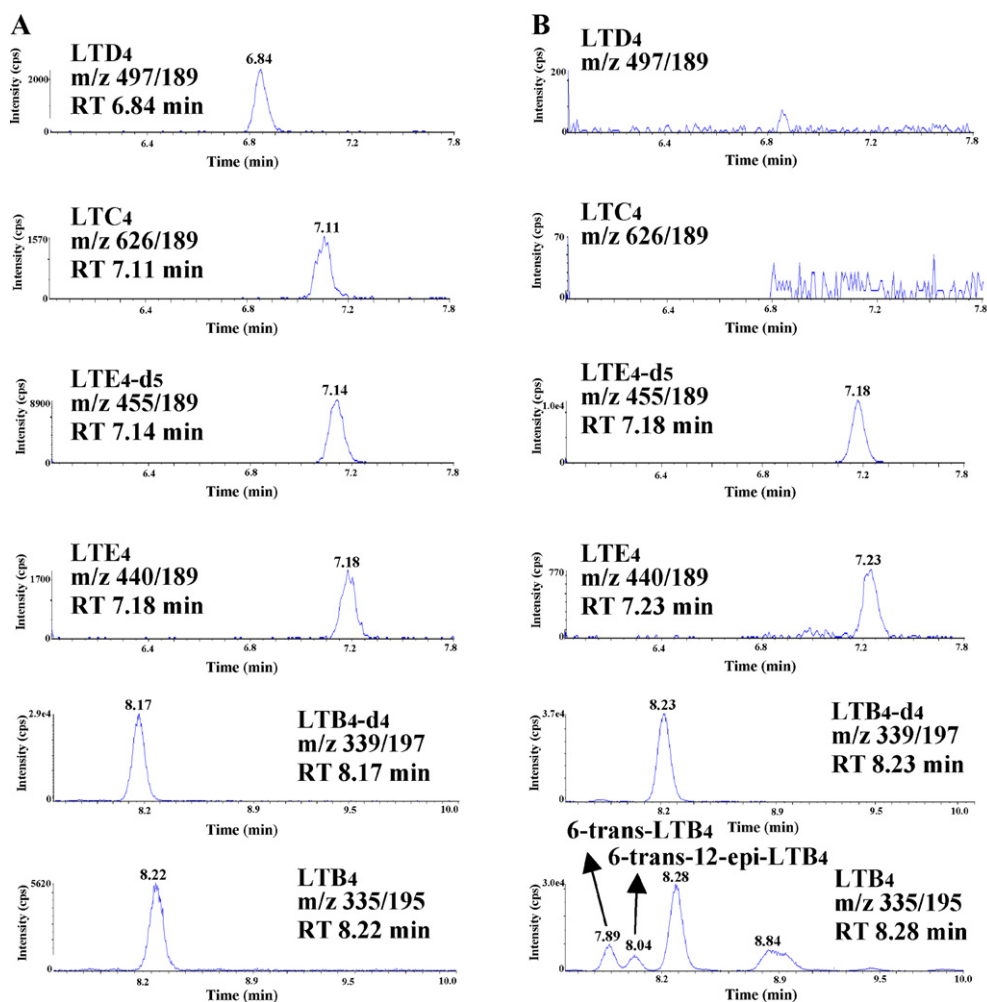 A
LTD4
m/z 497/189
RT 6.84 min
Intensity (cps)
2000
0
6.84
6.4 6.8 7.2 7.8
Time (min)
LTC4
m/z 626/189
RT 7.11 min
Intensity (cps)
1570
0
7.11
6.4 6.8 7.2 7.8
Time (min)
LTE4-d5
m/z 455/189
RT 7.14 min
Intensity (cps)
8900
0
7.14
6.4 6.8 7.2 7.8
Time (min)
LTE4
m/z 440/189
RT 7.18 min
Intensity (cps)
1700
0
7.18
6.4 6.8 7.2 7.8
Time (min)
LTB4-d4
m/z 339/197
RT 8.17 min
Intensity (cps)
2.9e4
0
8.17
8.2 8.9 9.5 10.0
Time (min)
LTB4
m/z 335/195
RT 8.22 min
Intensity (cps)
5620
0
8.22
8.2 8.9 9.5 10.0
Time (min)
B
LTD4
m/z 497/189
Intensity (cps)
200
0
6.4 6.8 7.2 7.8
Time (min)
LTC4
m/z 626/189
Intensity (cps)
70
0
6.4 6.8 7.2 7.8
Time (min)
LTE4-d5
m/z 455/189
RT 7.18 min
Intensity (cps)
1.0e4
0
7.18
6.4 6.8 7.2 7.8
Time (min)
LTE4
m/z 440/189
RT 7.23 min
Intensity (cps)
770
0
7.23
6.4 6.8 7.2 7.8
Time (min)
LTB4-d4
m/z 339/197
RT 8.23 min
Intensity (cps)
3.7e4
0
8.23
8.2 8.9 9.5 10.0
Time (min)
6-trans-LTB4
6-trans-12-epi-LTB4
LTB4
m/z 335/195
RT 8.28 min
Intensity (cps)
3.0e4
0
7.89
8.04
8.28
8.84
8.2 8.9 9.5 10.0
Time (min)